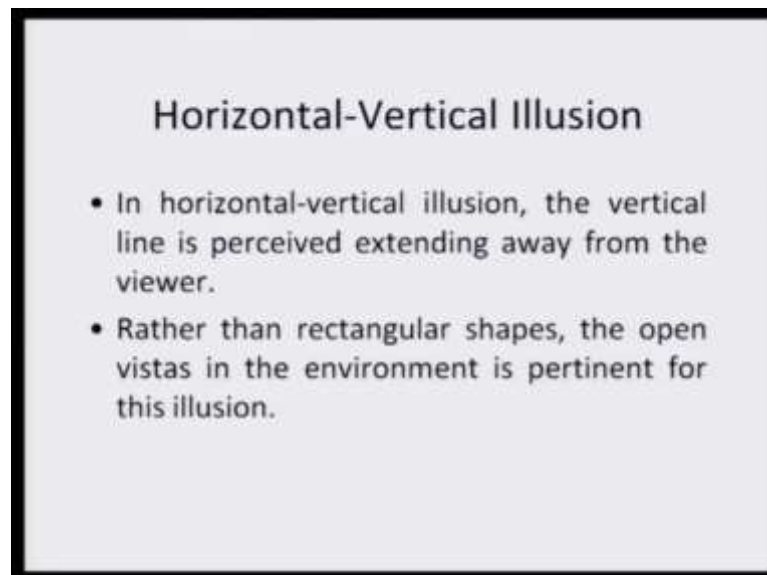 Horizontal-Vertical Illusion
• In horizontal-vertical illusion, the vertical
line is perceived extending away from the
viewer.
• Rather than rectangular shapes, the open
vistas in the environment is pertinent for
this illusion.